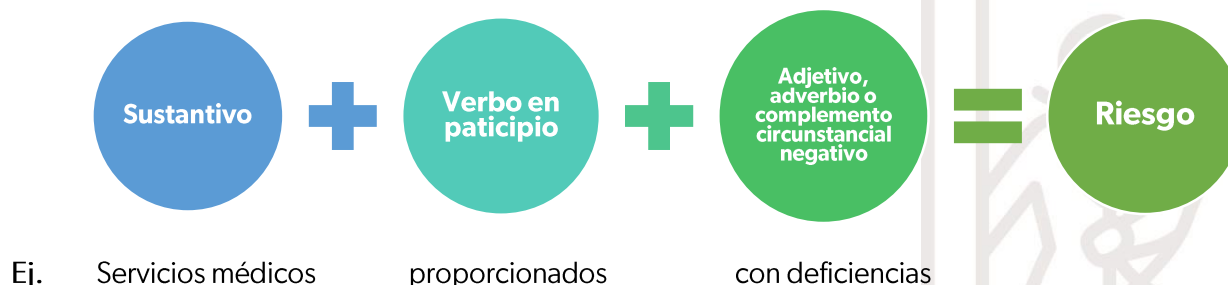 Sustantivo
Verbo en
paticipio
Adjetivo,
adverbio o
complemento
circunstancial
negativo
Riesgo
Ej. Servicios médicos proporcionados con deficiencias